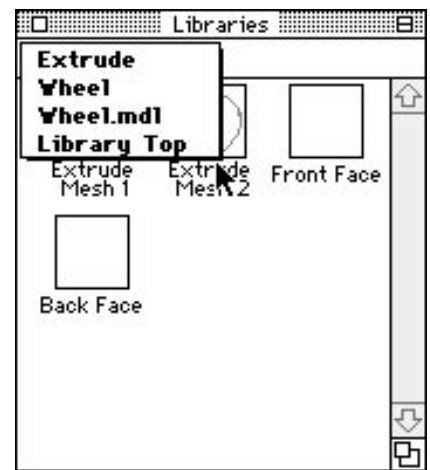 Libraries
Extrude
Wheel
Wheel.mdl
Library Top
Extrude Mesh 1
Extrude Mesh 2
Front Face
Back Face